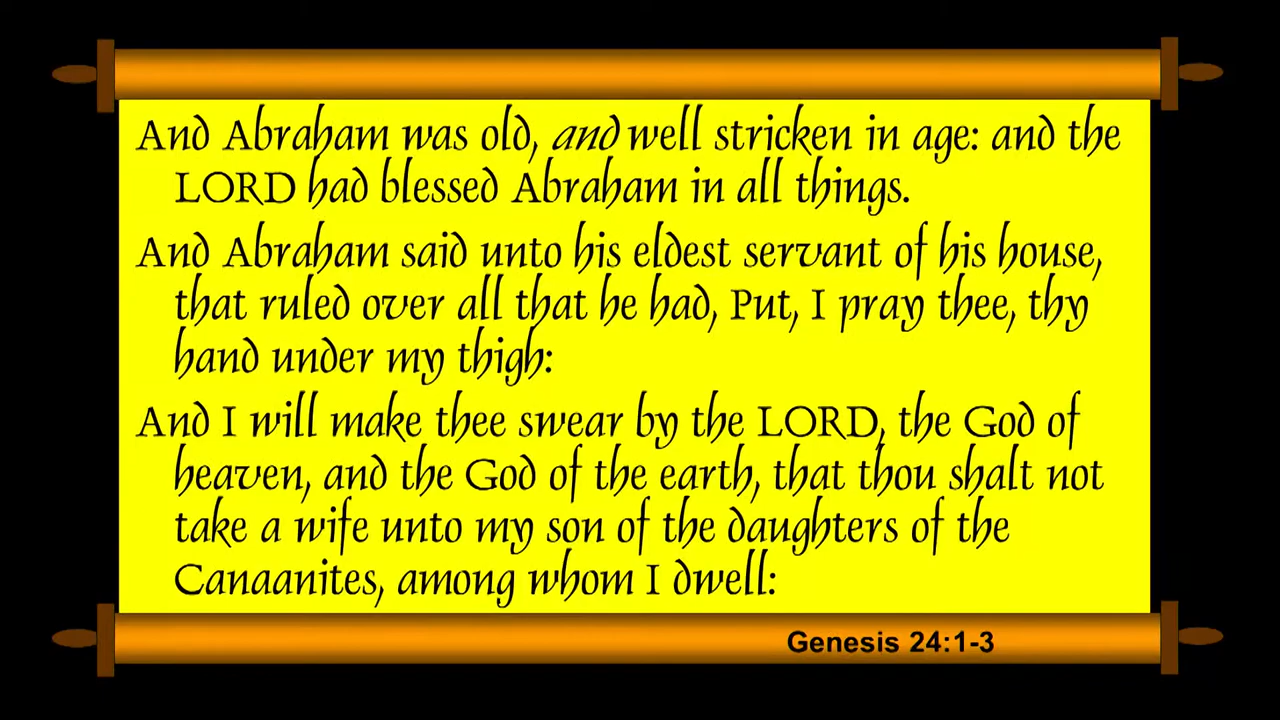 And Abraham was old, and well stricken in age: and the
LORD had blessed Abraham in all things.
And Abraham said unto his eldest servant of his house,
that ruled over all that he had, Put, I pray thee, thy
hand under my thigh:
And I will make thee swear by the LORD, the God of
heaven, and the God of the earth, that thou shalt not
take a wife unto my son of the daughters of the
Canaanites, among whom I dwell:
Genesis 24:1-3